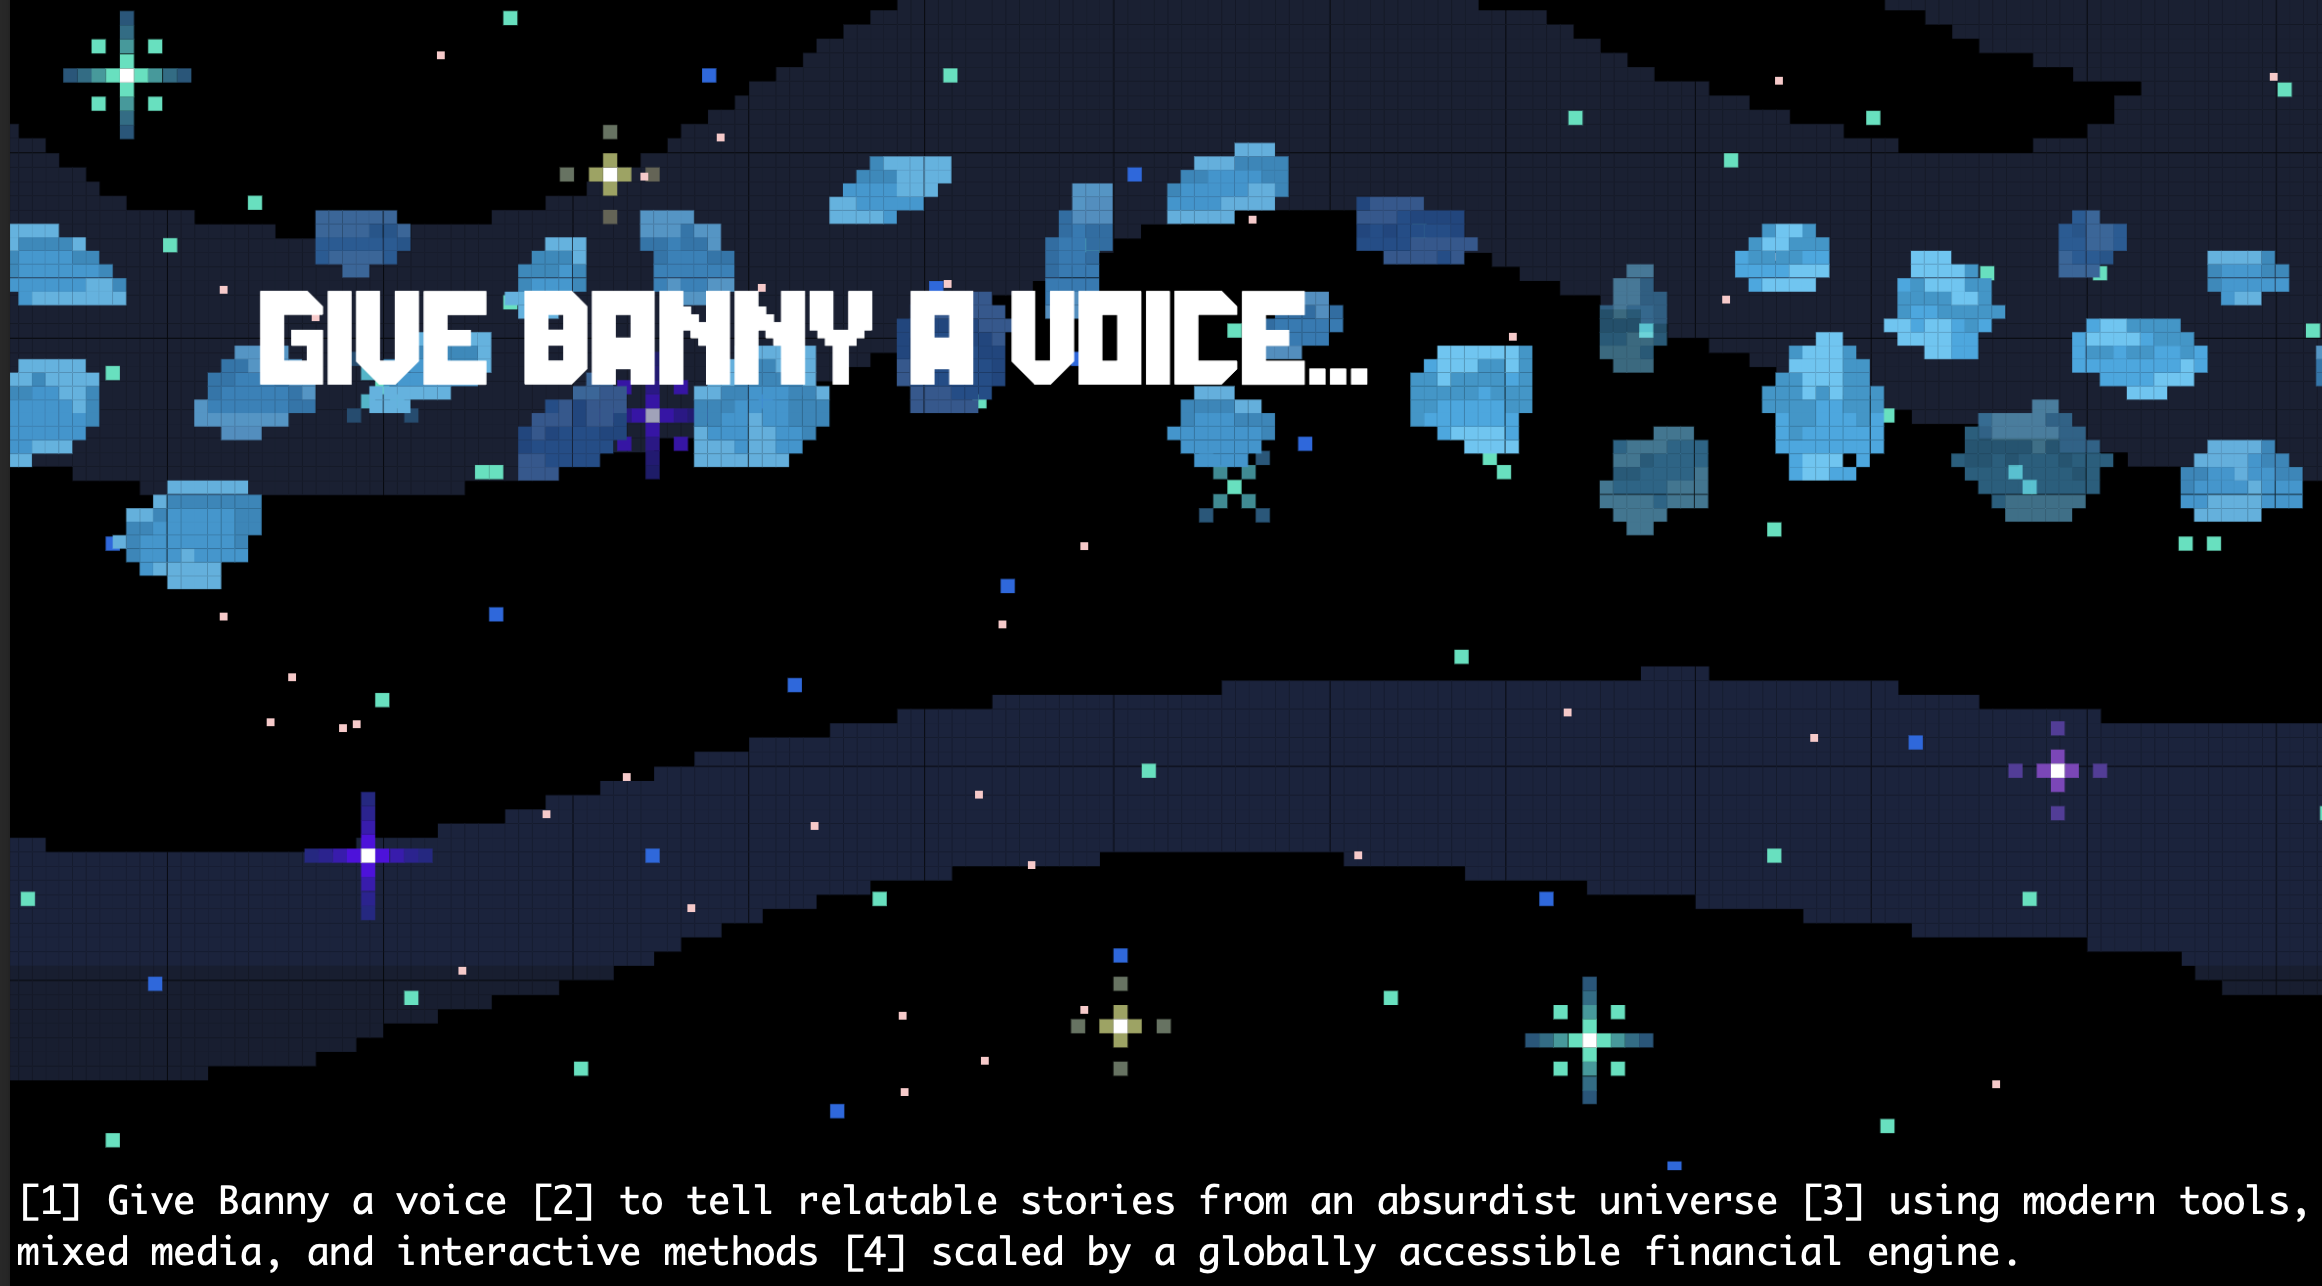 GIVE BANNY A VOICE...
[1] Give Banny a voice [2] to tell relatable stories from an absurdist universe [3] using modern tools,
mixed media, and interactive methods [4] scaled by a globally accessible financial engine.